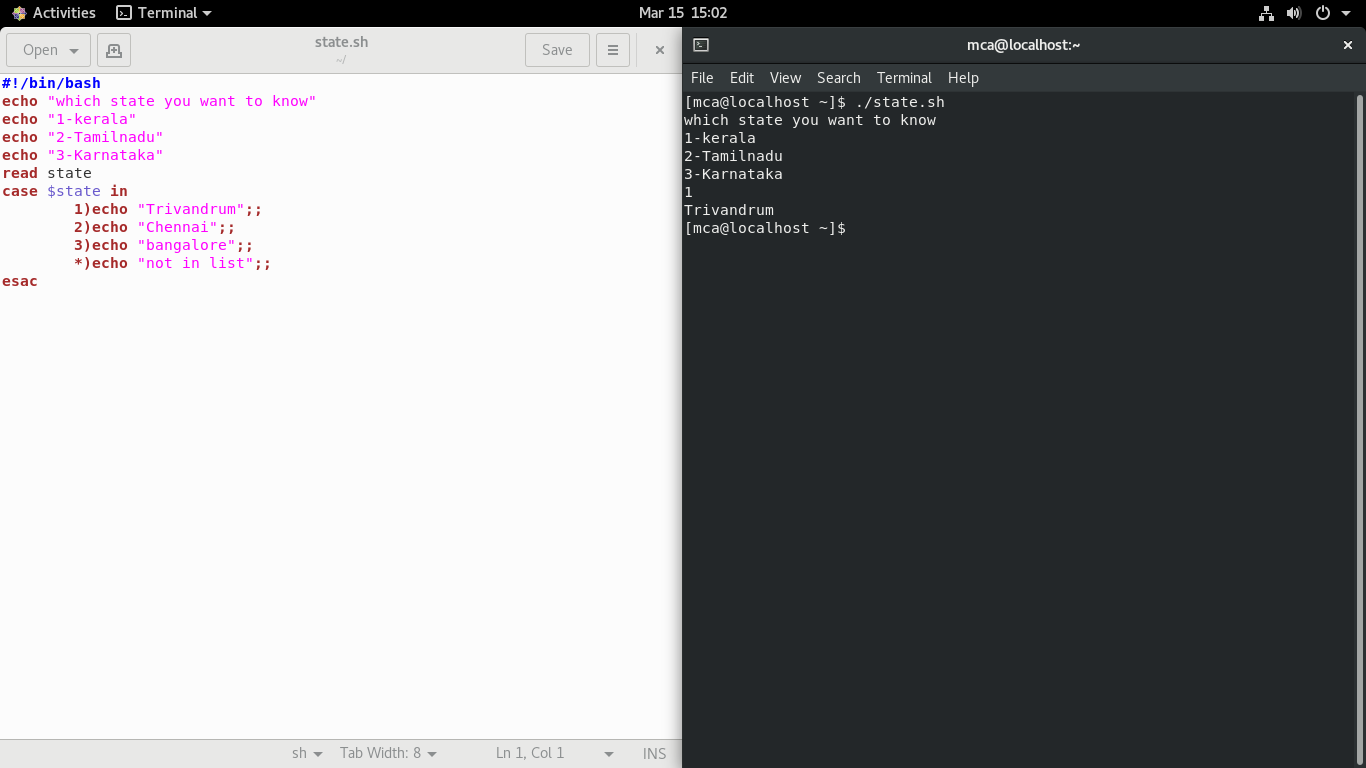 Activities Terminal Mar 15 15:02
Open state.sh Save
~/
#!/bin/bash
echo "which state you want to know"
echo "1-kerala"
echo "2-Tamilnadu"
echo "3-Karnataka"
read state
case $state in
1)echo "Trivandrum";;
2)echo "Chennai";;
3)echo "bangalore";;
*)echo "not in list";;
esac
sh Tab Width: 8 Ln 1, Col 1 INS
mca@localhost:~
File Edit View Search Terminal Help
[mca@localhost ~]$ ./state.sh
which state you want to know
1-kerala
2-Tamilnadu
3-Karnataka
1
Trivandrum
[mca@localhost ~]$